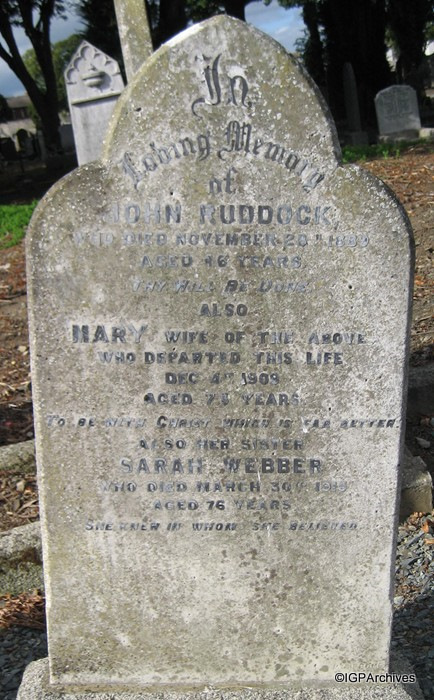 In
Loving Memory
of
JOHN RUDDOCK
WHO DIED NOVEMBER 20TH
AGED 46 YEARS
THY WILL BE DONE
ALSO
MARY WIFE OF THE ABOVE
WHO DEPARTED THIS LIFE
DEC 4TH 1909
AGED YEARS
TO BE WITH CHRIST WHICH IS FAR BETTER
ALSO HER SISTER
SARAH WEBBER
WHO DIED MARCH
AGED 76 YEARS
SHE KNEW IN WHOM SHE BELIEVED
©IGPArchives